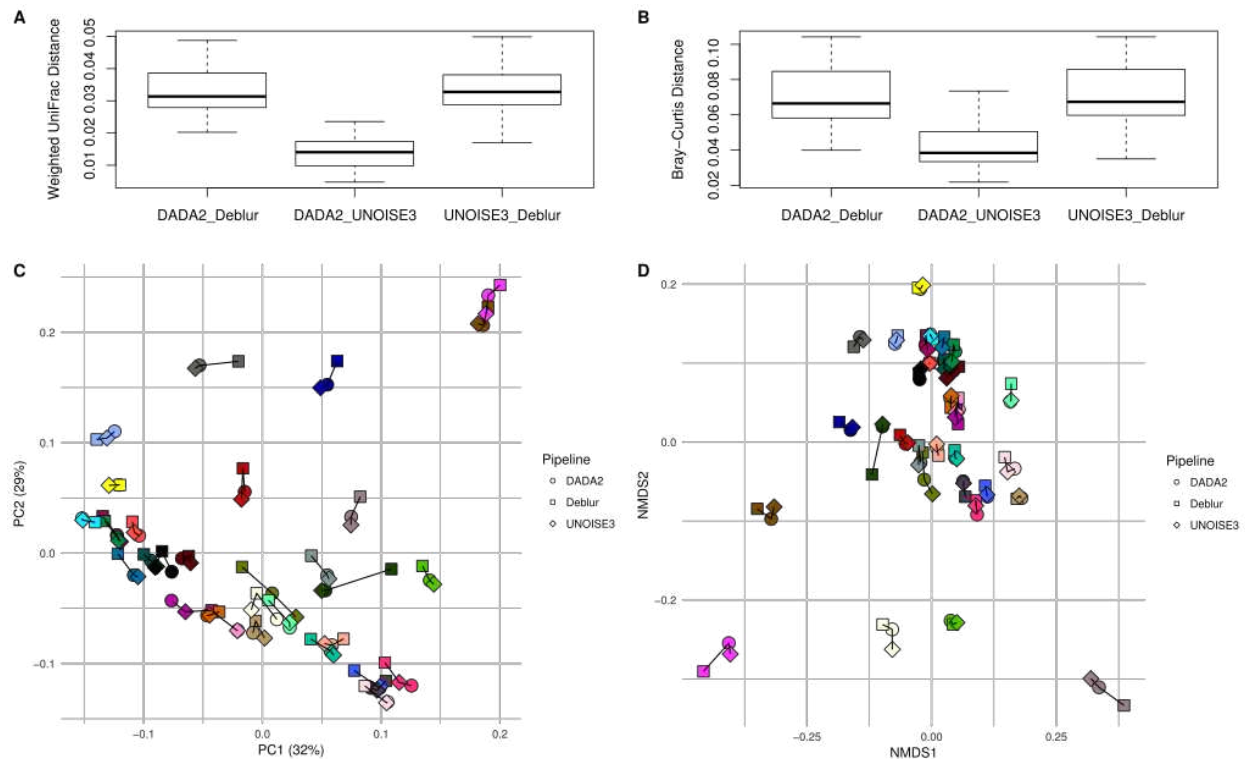 A
Weighted UniFrac Distance
0.01 0.02 0.03 0.04 0.05
DADA2_Deblur DADA2_UNOISE3 UNOISE3_Deblur
B
Bray−Curtis Distance
0.02 0.04 0.06 0.08 0.10
DADA2_Deblur DADA2_UNOISE3 UNOISE3_Deblur
C
PC2 (29%)
0.2
0.1
0.0
−0.1
−0.1 0.0 0.1 0.2
PC1 (32%)
Pipeline
DADA2
Deblur
UNOISE3
D
NMDS2
0.2
0.0
−0.2
−0.25 0.00 0.25
NMDS1
Pipeline
DADA2
Deblur
UNOISE3